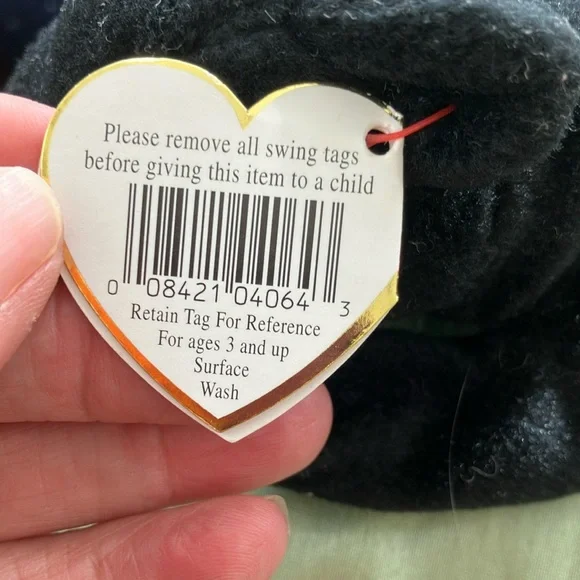 Please remove all swing tags
before giving this item to a child
0 08421 04064 3
Retain Tag For Reference
For ages 3 and up
Surface
Wash